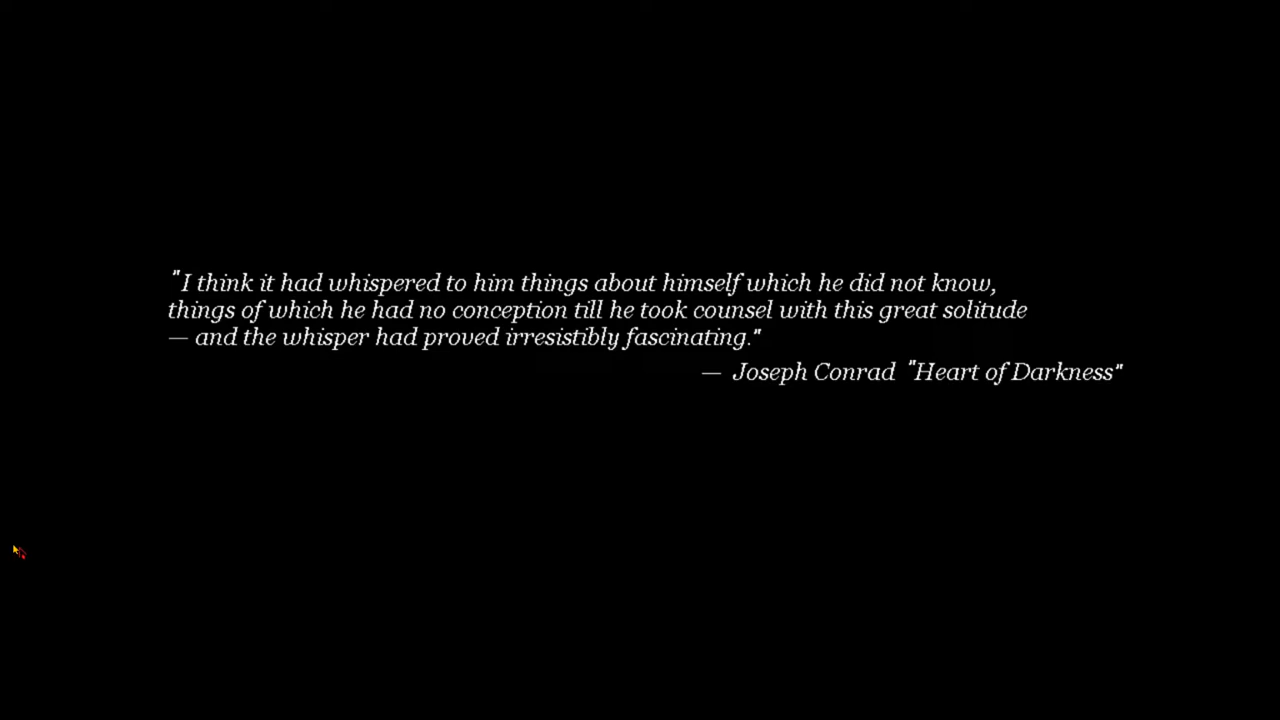 "I think it had whispered to him things about himself which he did not know,
things of which he had no conception till he took counsel with this great solitude
— and the whisper had proved irresistibly fascinating."
— Joseph Conrad "Heart of Darkness"